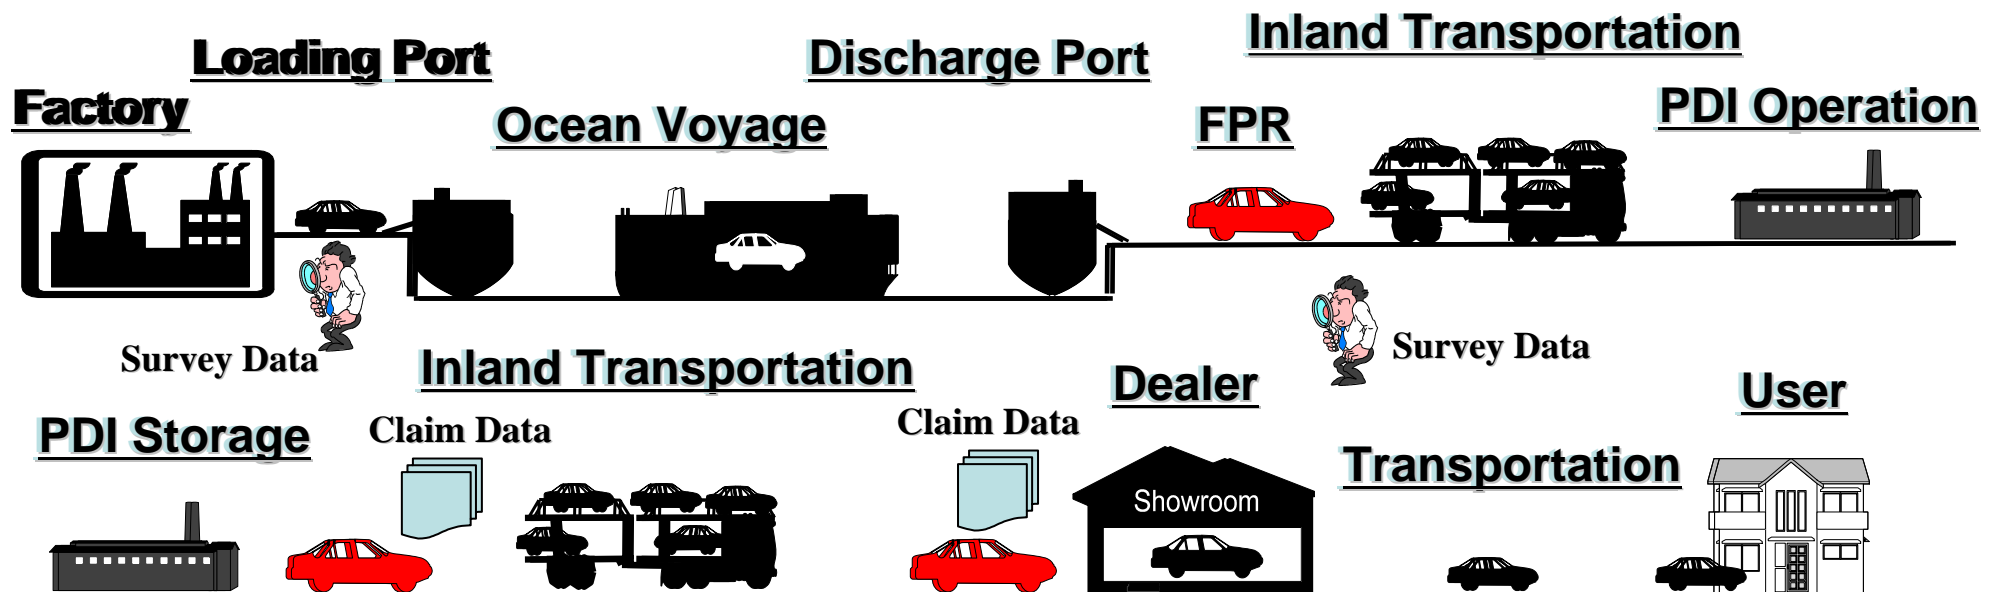 Factory
Loading Port
Ocean Voyage
Discharge Port
FPR
Inland Transportation
PDI Operation
Survey Data
Survey Data
PDI Storage
Claim Data
Inland Transportation
Claim Data
Dealer
Showroom
Transportation
User